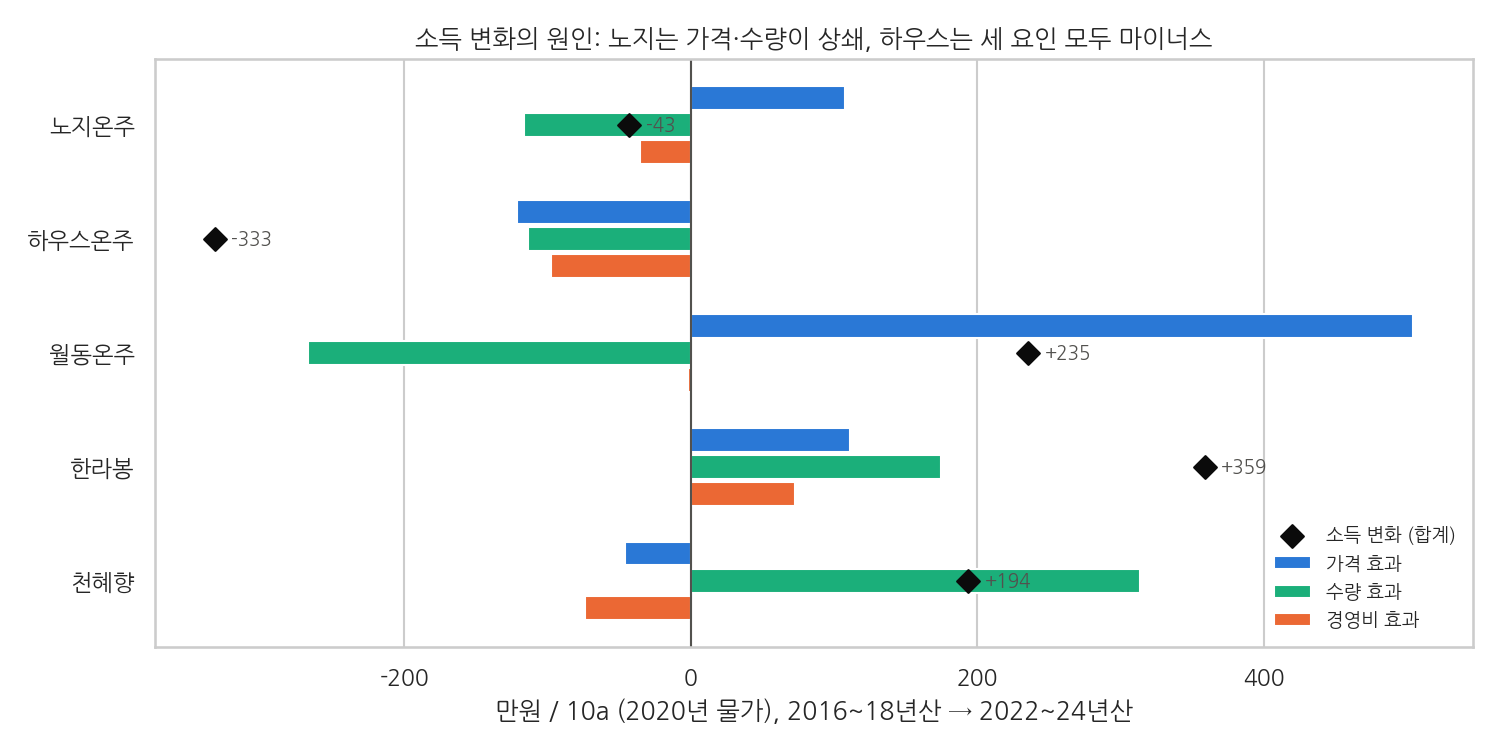 소득 변화의 원인: 노지는 가격·수량이 상쇄, 하우스는 세 요인 모두 마이너스
노지온주
-43
하우스온주
-333
월동온주
+235
한라봉
+359
천혜향
+194
소득 변화 (합계)
가격 효과
수량 효과
경영비 효과
-200
0
200
400
만원 / 10a (2020년 물가), 2016~18년산 → 2022~24년산